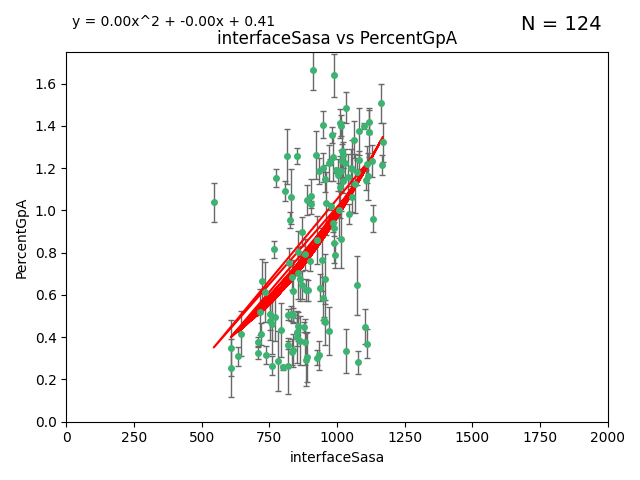 y = 0.00x^2 + -0.00x + 0.41
N = 124
interfaceSasa vs PercentGpA
PercentGpA
1.6
1.4
1.2
1.0
0.8
0.6
0.4
0.2
0.0
0 250 500 750 1000 1250 1500 1750 2000
interfaceSasa